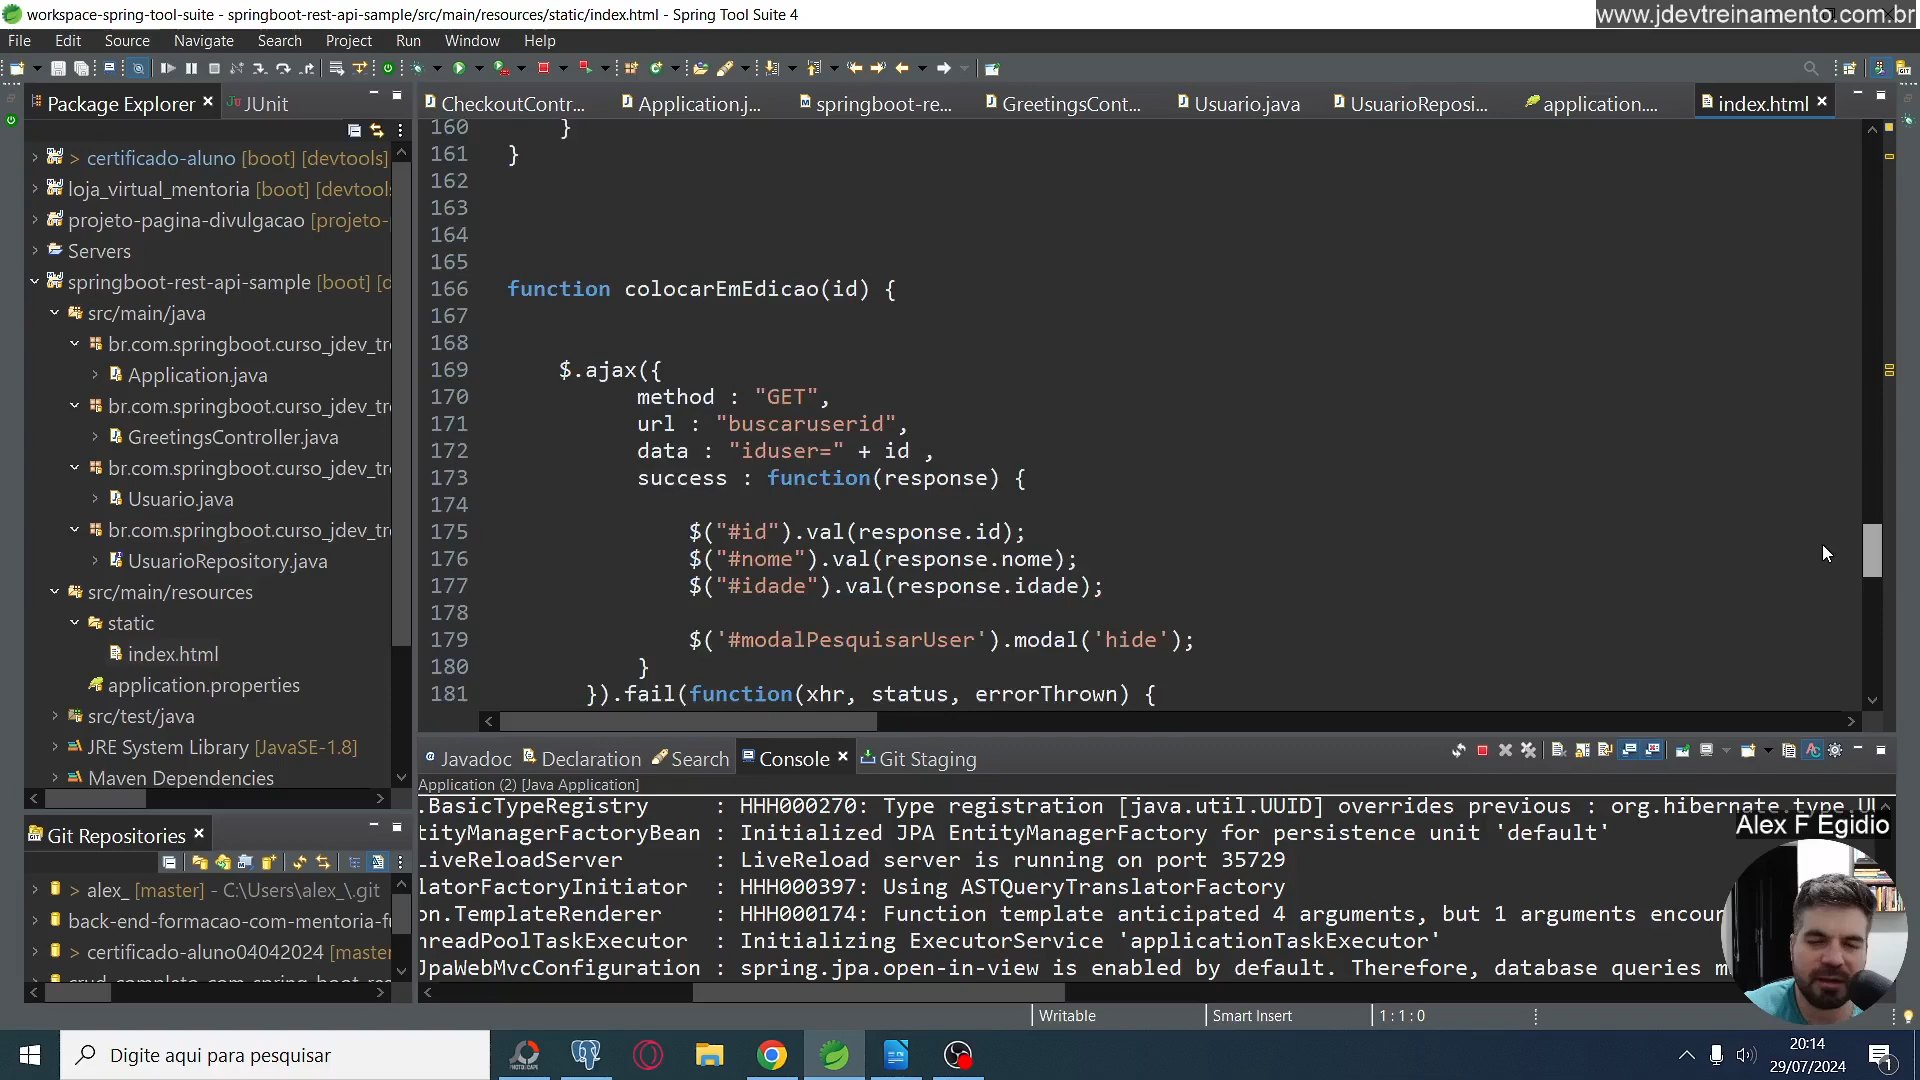 workspace-spring-tool-suite - springboot-rest-api-sample/src/main/resources/static/index.html - Spring Tool Suite 4
www.jdevtreinamento.com.br
File Edit Source Navigate Search Project Run Window Help
Package Explorer
JUnit
CheckoutContr...
Application.j...
springboot-re...
GreetingsCont...
Usuario.java
UsuarioReposi...
application....
index.html
> certificado-aluno [boot] [devtools]
loja_virtual_mentoria [boot] [devtool
projeto-pagina-divulgacao [projeto-
Servers
springboot-rest-api-sample [boot] [d
src/main/java
br.com.springboot.curso_jdev_tr
Application.java
br.com.springboot.curso_jdev_tr
GreetingsController.java
br.com.springboot.curso_jdev_tr
Usuario.java
br.com.springboot.curso_jdev_tr
UsuarioRepository.java
src/main/resources
static
index.html
application.properties
src/test/java
JRE System Library [JavaSE-1.8]
Maven Dependencies
160 }
161 }
162
163
164
165
166 function colocarEmEdicao(id) {
167
168
169 $.ajax({
170 method : "GET",
171 url : "buscaruserid",
172 data : "iduser=" + id ,
173 success : function(response) {
174
175 $("#id").val(response.id);
176 $("#nome").val(response.nome);
177 $("#idade").val(response.idade);
178
179 $('#modalPesquisarUser').modal('hide');
180 }
181 }).fail(function(xhr, status, errorThrown) {
Javadoc Declaration Search Console Git Staging
Application (2) [Java Application]
.BasicTypeRegistry : HHH000270: Type registration [java.util.UUID] overrides previous : org.hibernate.type.UU
tityManagerFactoryBean : Initialized JPA EntityManagerFactory for persistence unit 'default'
.LiveReloadServer : LiveReload server is running on port 35729
latorFactoryInitiator : HHH000397: Using ASTQueryTranslatorFactory
on.TemplateRenderer : HHH000174: Function template anticipated 4 arguments, but 1 arguments encour
hreadPoolTaskExecutor : Initializing ExecutorService 'applicationTaskExecutor'
JpaWebMvcConfiguration : spring.jpa.open-in-view is enabled by default. Therefore, database queries m
Alex F Egidio
Git Repositories
> alex_ [master] - C:\Users\alex_\.git
back-end-formacao-com-mentoria-f
> certificado-aluno04042024 [master
Writable
Smart Insert
1 : 1 : 0
Digite aqui para pesquisar
20:14
29/07/2024
1